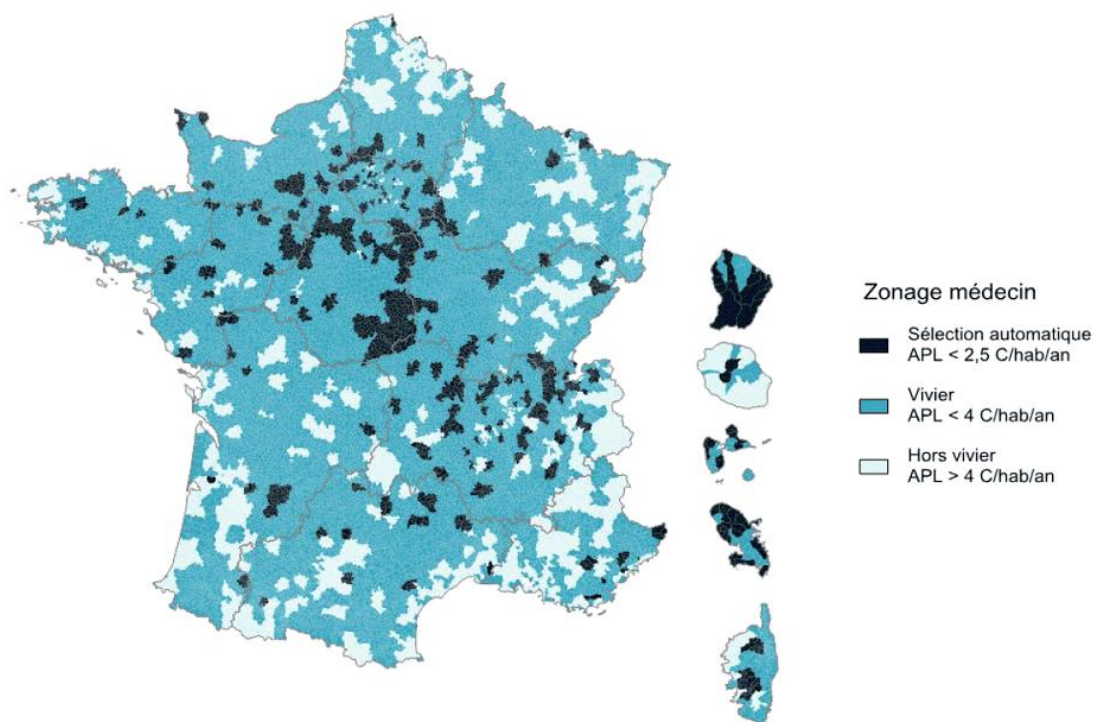 Zonage médecin
Sélection automatique
APL < 2,5 C/hab/an
Vivier
APL < 4 C/hab/an
Hors vivier
APL > 4 C/hab/an